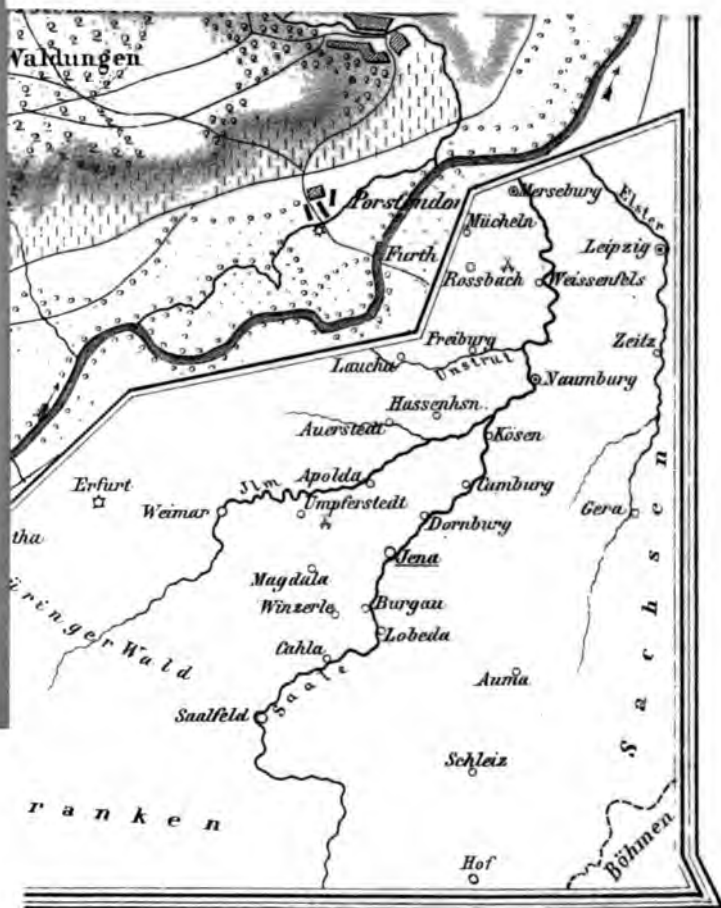 Waldungen
Porstendorf
Furth
Merseburg
Elster
Mücheln
Leipzig
Rossbach
Weissenfels
Freiburg
Zeitz
Laucha
Unstrut
Naumburg
Hassenhsn.
Auerstedt
Kösen
Erfurt
Jlm
Apolda
Camburg
Weimar
Umpferstedt
Dornburg
Gera
tha
Jena
Magdala
Winzerle
Burgau
üringer Wald
Lobeda
Cahla
Auma
Saale
Saalfeld
Sachsen
Schleiz
ranken
Böhmen
Hof